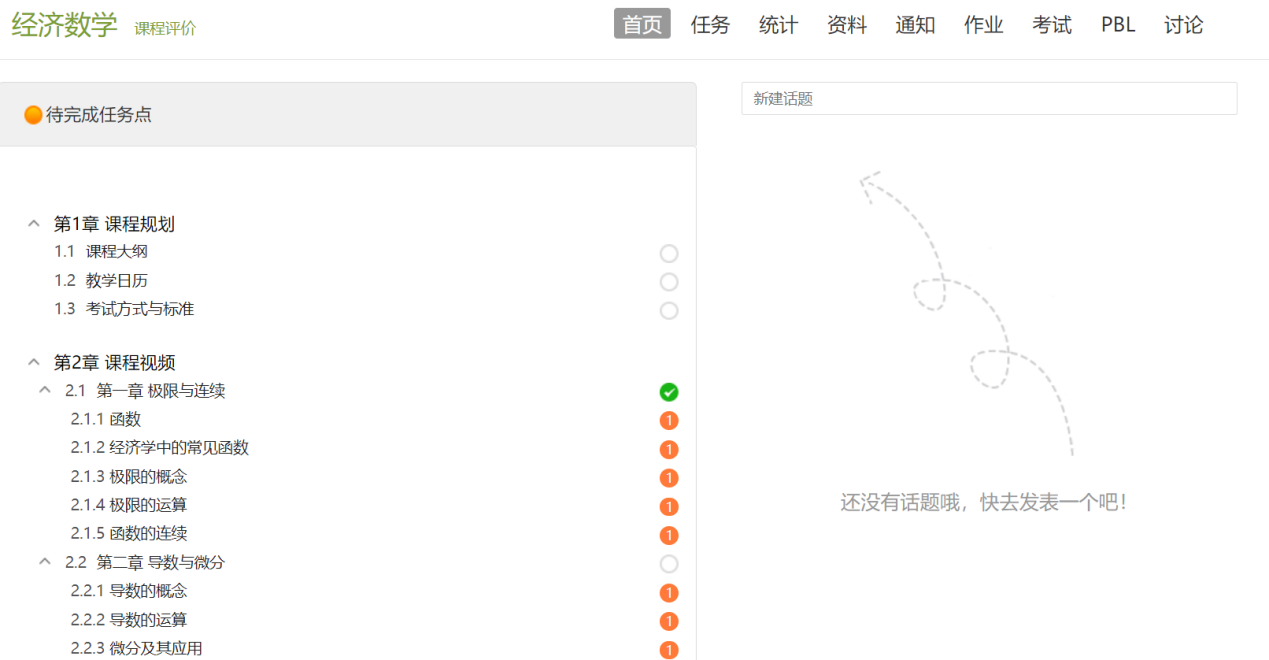 经济数学 课程评价
首页 任务 统计 资料 通知 作业 考试 PBL 讨论
待完成任务点
第1章 课程规划
1.1 课程大纲
1.2 教学日历
1.3 考试方式与标准
第2章 课程视频
2.1 第一章 极限与连续
2.1.1 函数 1
2.1.2 经济学中的常见函数 1
2.1.3 极限的概念 1
2.1.4 极限的运算 1
2.1.5 函数的连续 1
2.2 第二章 导数与微分
2.2.1 导数的概念 1
2.2.2 导数的运算 1
2.2.3 微分及其应用 1
新建话题
还没有话题哦，快去发表一个吧！